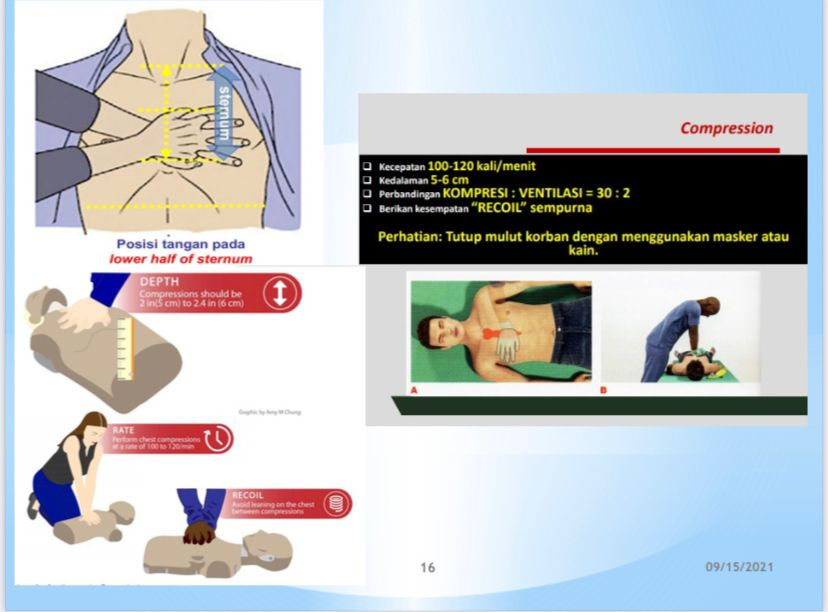 sternum
Posisi tangan pada
lower half of sternum
DEPTH
Compressions should be
2 in(5 cm) to 2.4 in (6 cm)
Graphic by Amy M Chung
RATE
Perform chest compressions
at a rate of 100 to 120/min
RECOIL
Avoid leaning on the chest
between compressions
Compression
Kecepatan 100-120 kali/menit
Kedalaman 5-6 cm
Perbandingan KOMPRESI : VENTILASI = 30 : 2
Berikan kesempatan “RECOIL” sempurna
Perhatian: Tutup mulut korban dengan menggunakan masker atau
kain.
A
B
16
09/15/2021